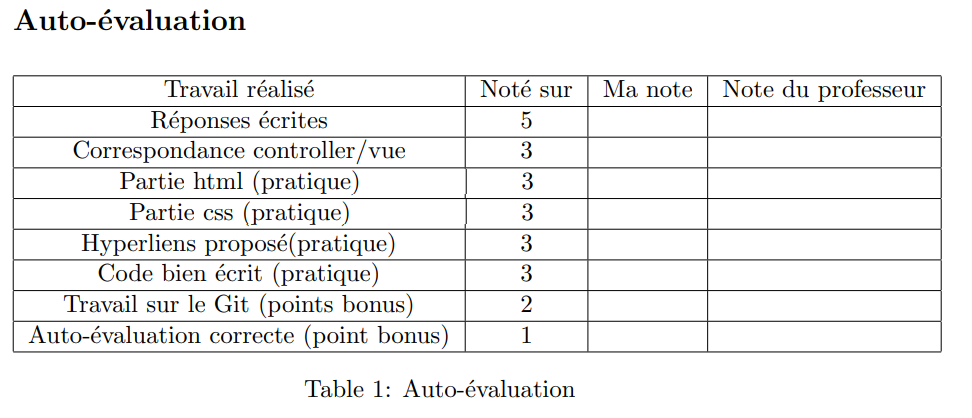 Auto-évaluation
Travail réalisé Noté sur Ma note Note du professeur
Réponses écrites 5
Correspondance controller/vue 3
Partie html (pratique) 3
Partie css (pratique) 3
Hyperliens proposé(pratique) 3
Code bien écrit (pratique) 3
Travail sur le Git (points bonus) 2
Auto-évaluation correcte (point bonus) 1
Table 1: Auto-évaluation